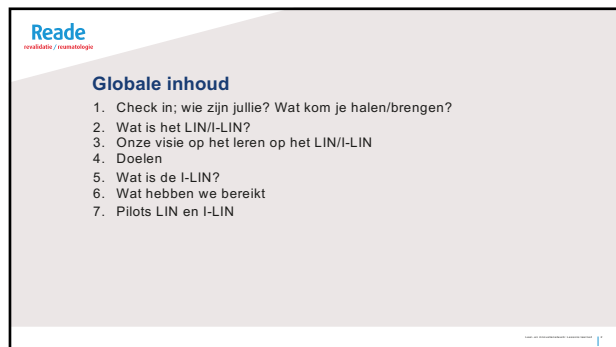 Reade
revalidatie / reumatologie
Globale inhoud
1. Check in; wie zijn jullie? Wat kom je halen/brengen?
2. Wat is het LIN/I-LIN?
3. Onze visie op het leren op het LIN/I-LIN
4. Doelen
5. Wat is de I-LIN?
6. Wat hebben we bereikt
7. Pilots LIN en I-LIN